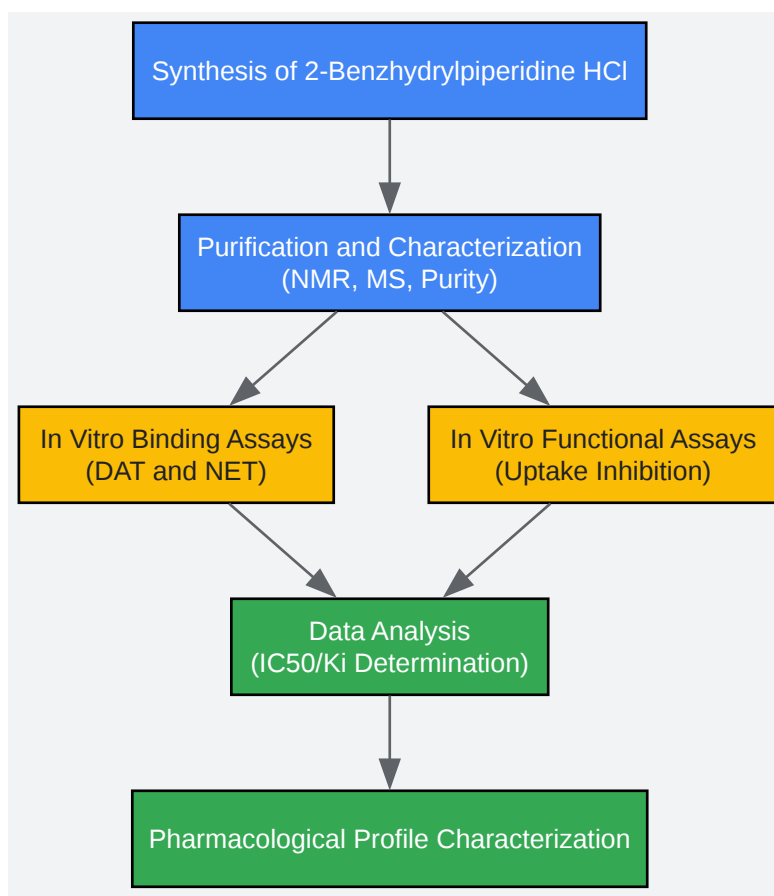 Synthesis of 2-Benzhydrylpiperidine HCl
Purification and Characterization
(NMR, MS, Purity)
In Vitro Binding Assays
(DAT and NET)
In Vitro Functional Assays
(Uptake Inhibition)
Data Analysis
(IC50/Ki Determination)
Pharmacological Profile Characterization